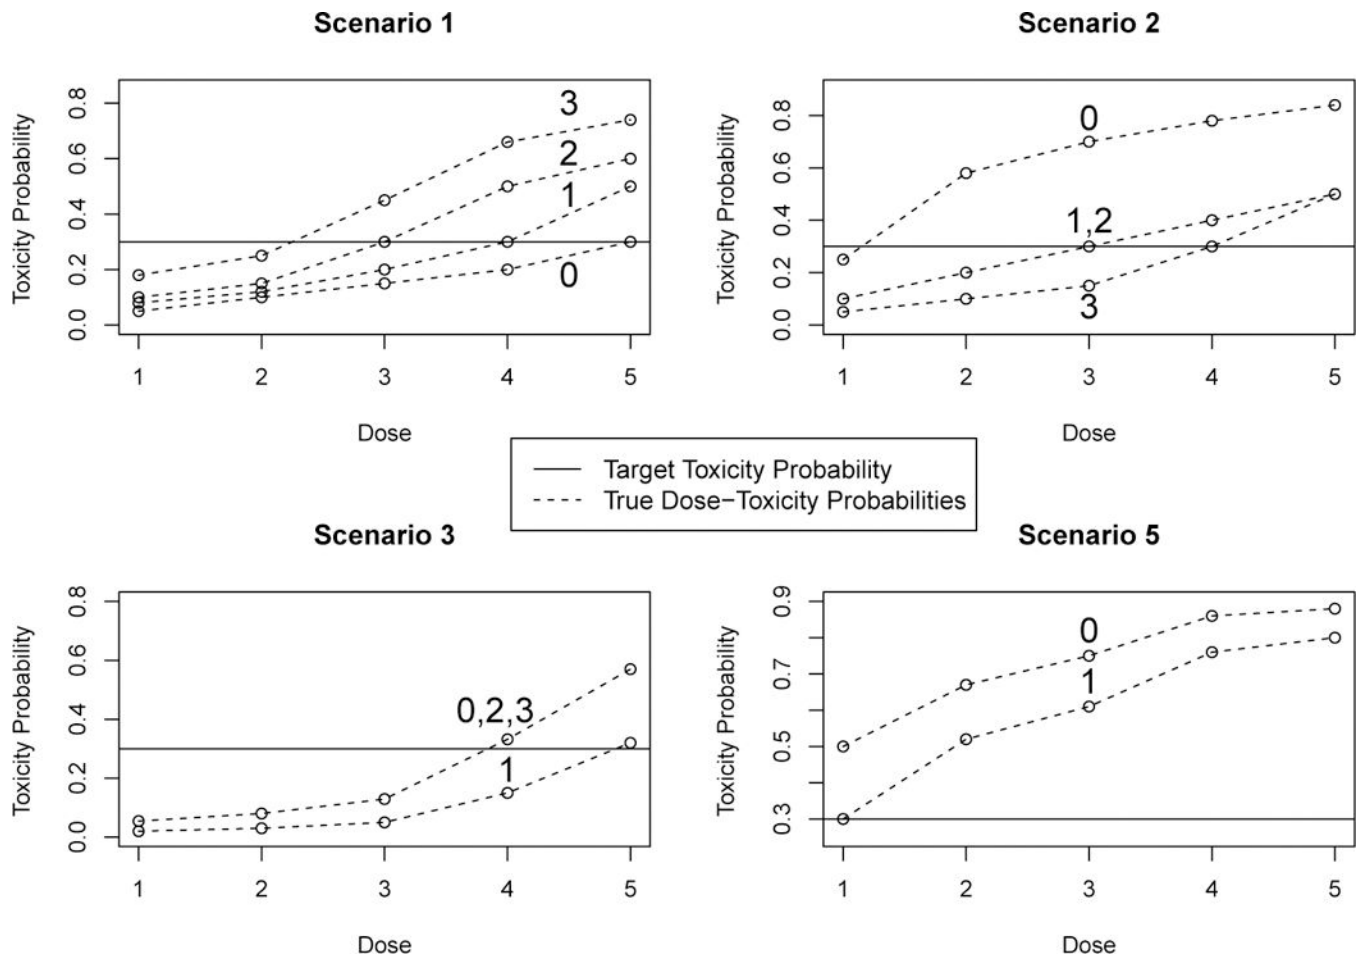 Scenario 1
Toxicity Probability
0.0 0.2 0.4 0.6 0.8
3
2
1
0
1 2 3 4 5
Dose
Scenario 2
Toxicity Probability
0.0 0.2 0.4 0.6 0.8
0
1,2
3
1 2 3 4 5
Dose
Target Toxicity Probability
True Dose−Toxicity Probabilities
Scenario 3
Toxicity Probability
0.0 0.2 0.4 0.6 0.8
0,2,3
1
1 2 3 4 5
Dose
Scenario 5
Toxicity Probability
0.3 0.5 0.7 0.9
0
1
1 2 3 4 5
Dose